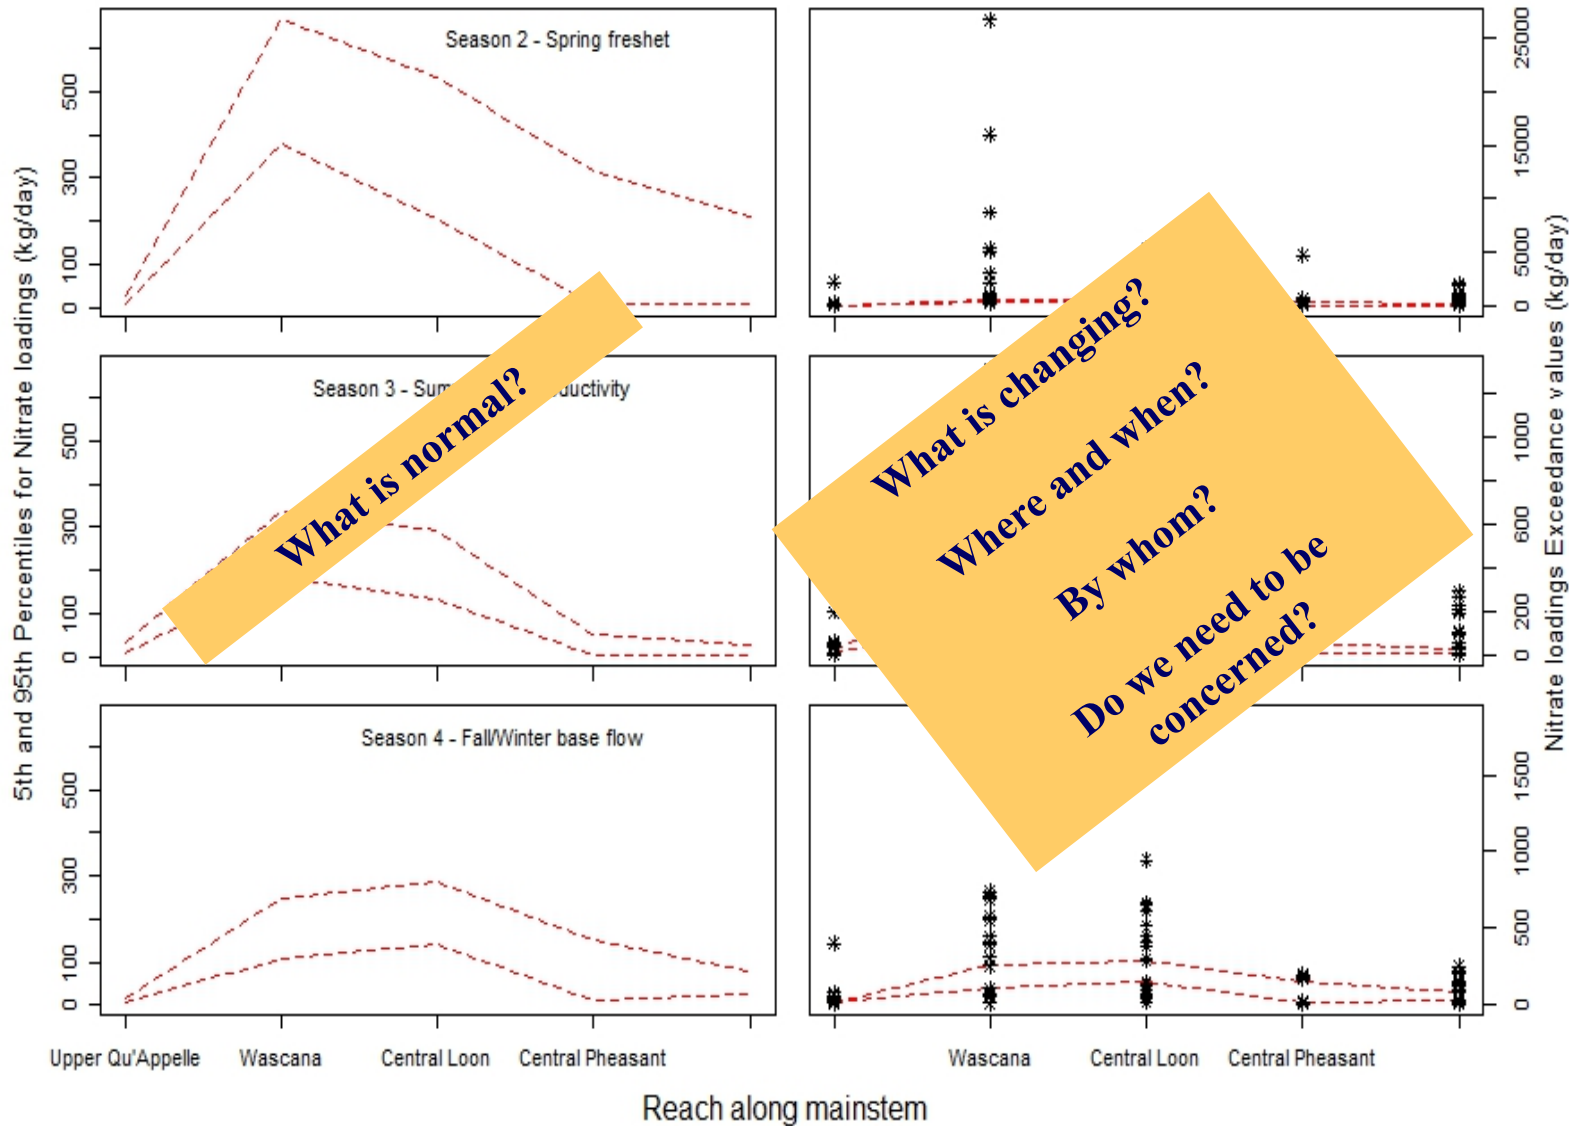 Season 2 - Spring freshet
500
300
100
0
25000
15000
5000
0
Season 3 - Sum
ductivity
500
300
100
0
1000
600
200
0
Season 4 - Fall/Winter base flow
500
300
100
0
1500
1000
500
0
5th and 95th Percentiles for Nitrate loadings (kg/day)
Nitrate loadings Exceedance values (kg/day)
What is normal?
What is changing?
Where and when?
By whom?
Do we need to be
concerned?
Upper Qu'Appelle Wascana Central Loon Central Pheasant
Wascana Central Loon Central Pheasant
Reach along mainstem